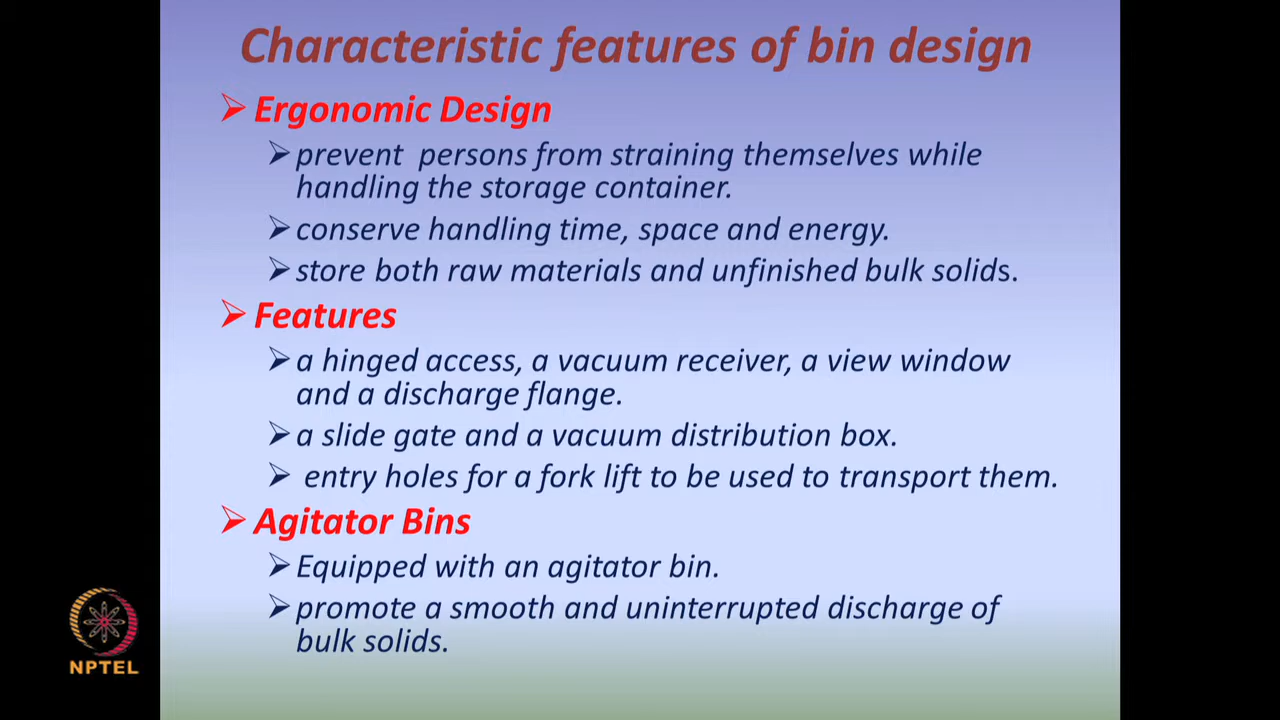 Characteristic features of bin design
Ergonomic Design
prevent persons from straining themselves while
handling the storage container.
conserve handling time, space and energy.
store both raw materials and unfinished bulk solids.
Features
a hinged access, a vacuum receiver, a view window
and a discharge flange.
a slide gate and a vacuum distribution box.
entry holes for a fork lift to be used to transport them.
Agitator Bins
Equipped with an agitator bin.
promote a smooth and uninterrupted discharge of
bulk solids.
NPTEL